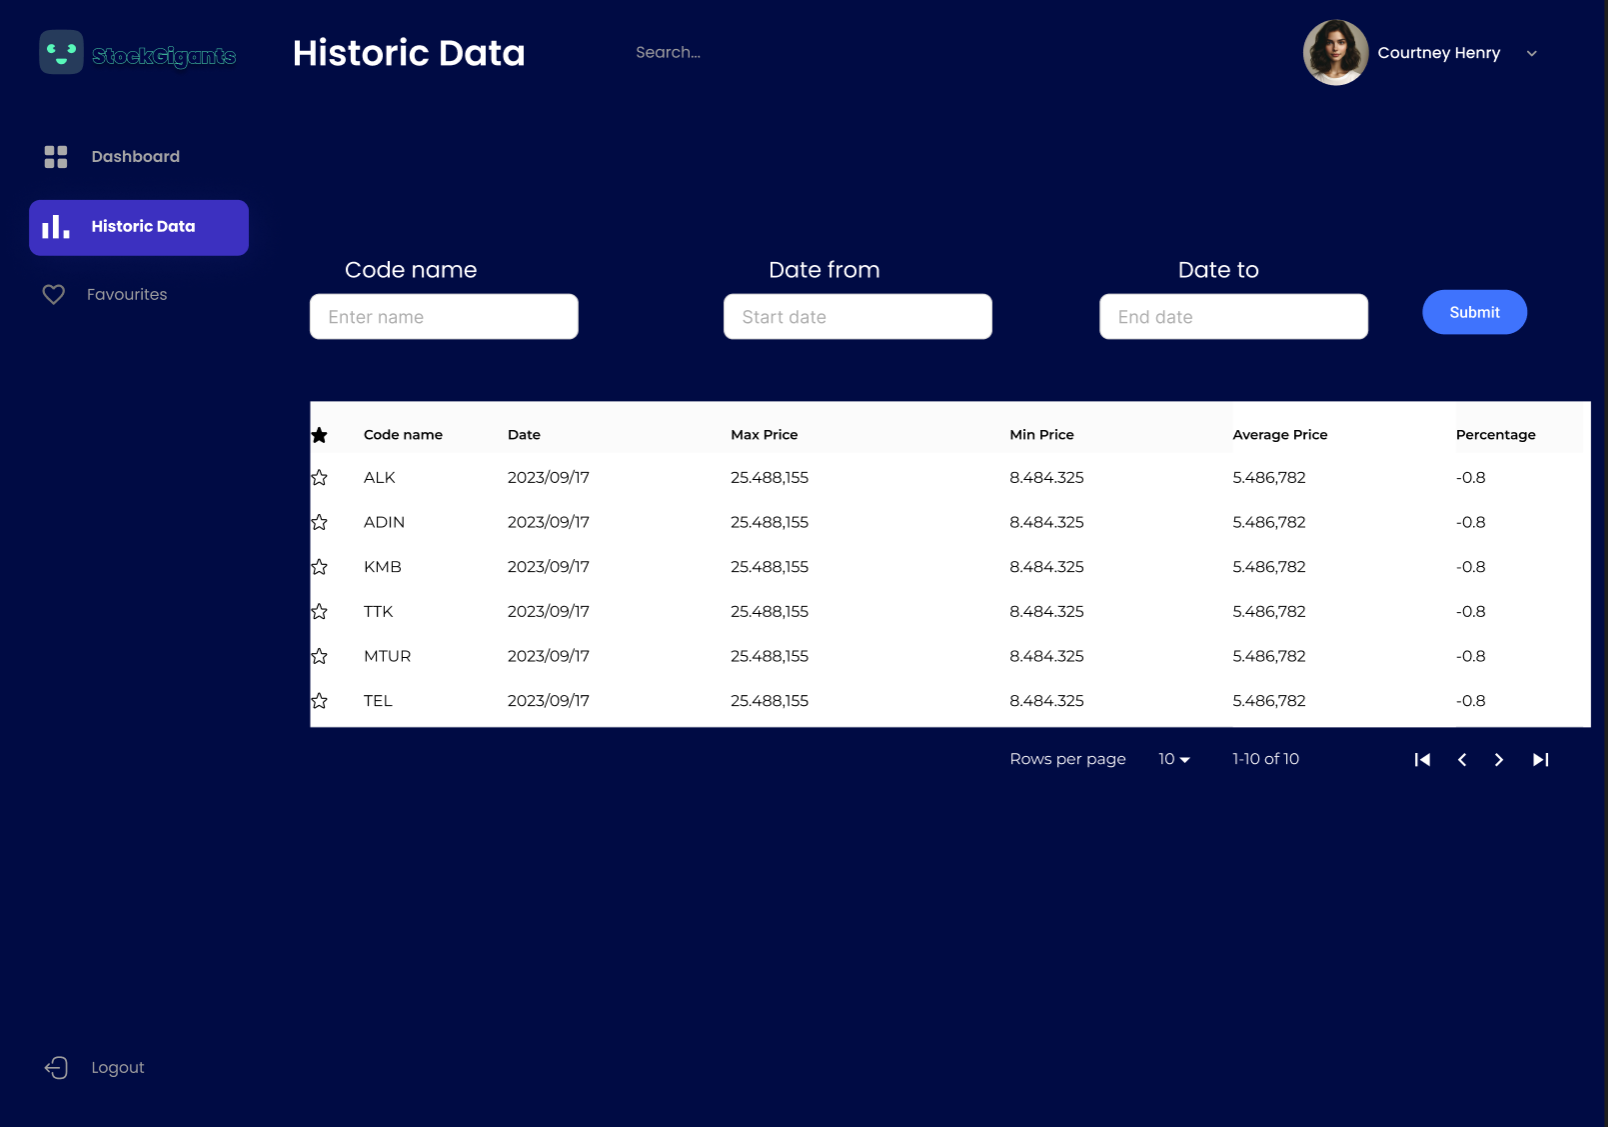 StockGigants
Historic Data
Search...
Courtney Henry
Dashboard
Historic Data
Favourites
Code name
Date from
Date to
Enter name
Start date
End date
Submit
Code name Date Max Price Min Price Average Price Percentage
ALK 2023/09/17 25.488,155 8.484.325 5.486,782 -0.8
ADIN 2023/09/17 25.488,155 8.484.325 5.486,782 -0.8
KMB 2023/09/17 25.488,155 8.484.325 5.486,782 -0.8
TTK 2023/09/17 25.488,155 8.484.325 5.486,782 -0.8
MTUR 2023/09/17 25.488,155 8.484.325 5.486,782 -0.8
TEL 2023/09/17 25.488,155 8.484.325 5.486,782 -0.8
Rows per page 10 1-10 of 10
Logout